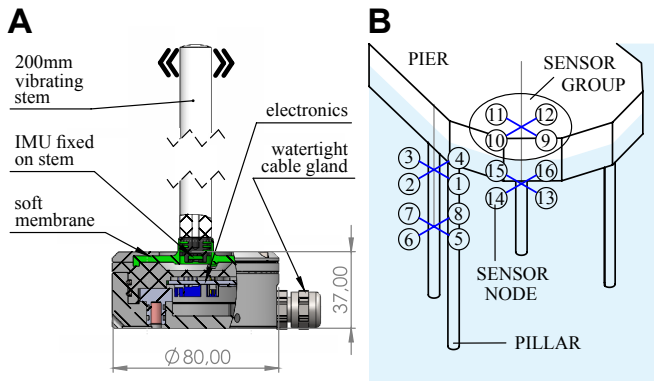 A
200mm
vibrating
stem
IMU fixed
on stem
soft
membrane
electronics
watertight
cable gland
37,00
Ø80,00
B
PIER
SENSOR
GROUP
11
12
10
9
3
4
2
1
15
16
14
13
7
8
6
5
SENSOR
NODE
PILLAR